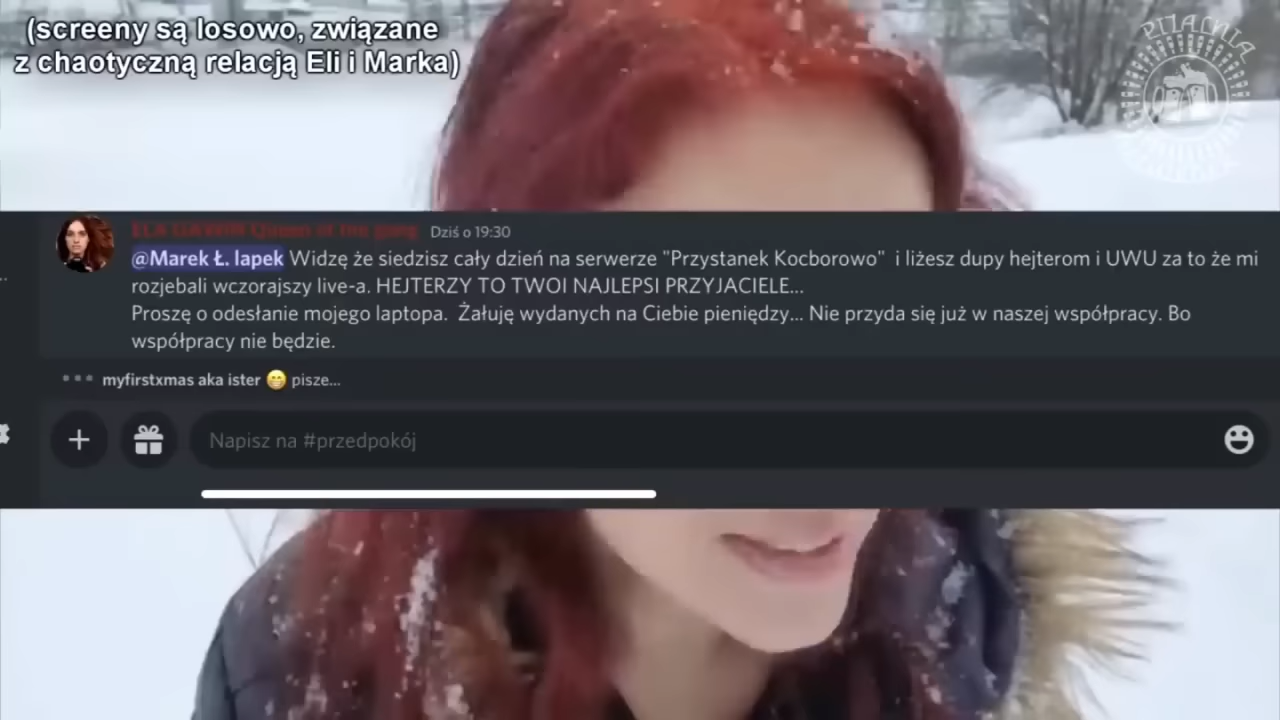 (screeny są losowo, związane
z chaotyczną relacją Eli i Marka)
PIJALNIA
ELA GAWIN Queen of the gang Dziś o 19:30
@Marek Ł. lapek Widzę że siedzisz cały dzień na serwerze "Przystanek Kocborowo" i liżesz dupy hejterom i UWU za to że mi
rozjebali wczorajszy live-a. HEJTERZY TO TWOI NAJLEPSI PRZYJACIELE...
Proszę o odesłanie mojego laptopa. Żałuję wydanych na Ciebie pieniędzy... Nie przyda się już w naszej współpracy. Bo
współpracy nie będzie.
myfirstxmas aka ister 😁 pisze...
Napisz na #przedpokój